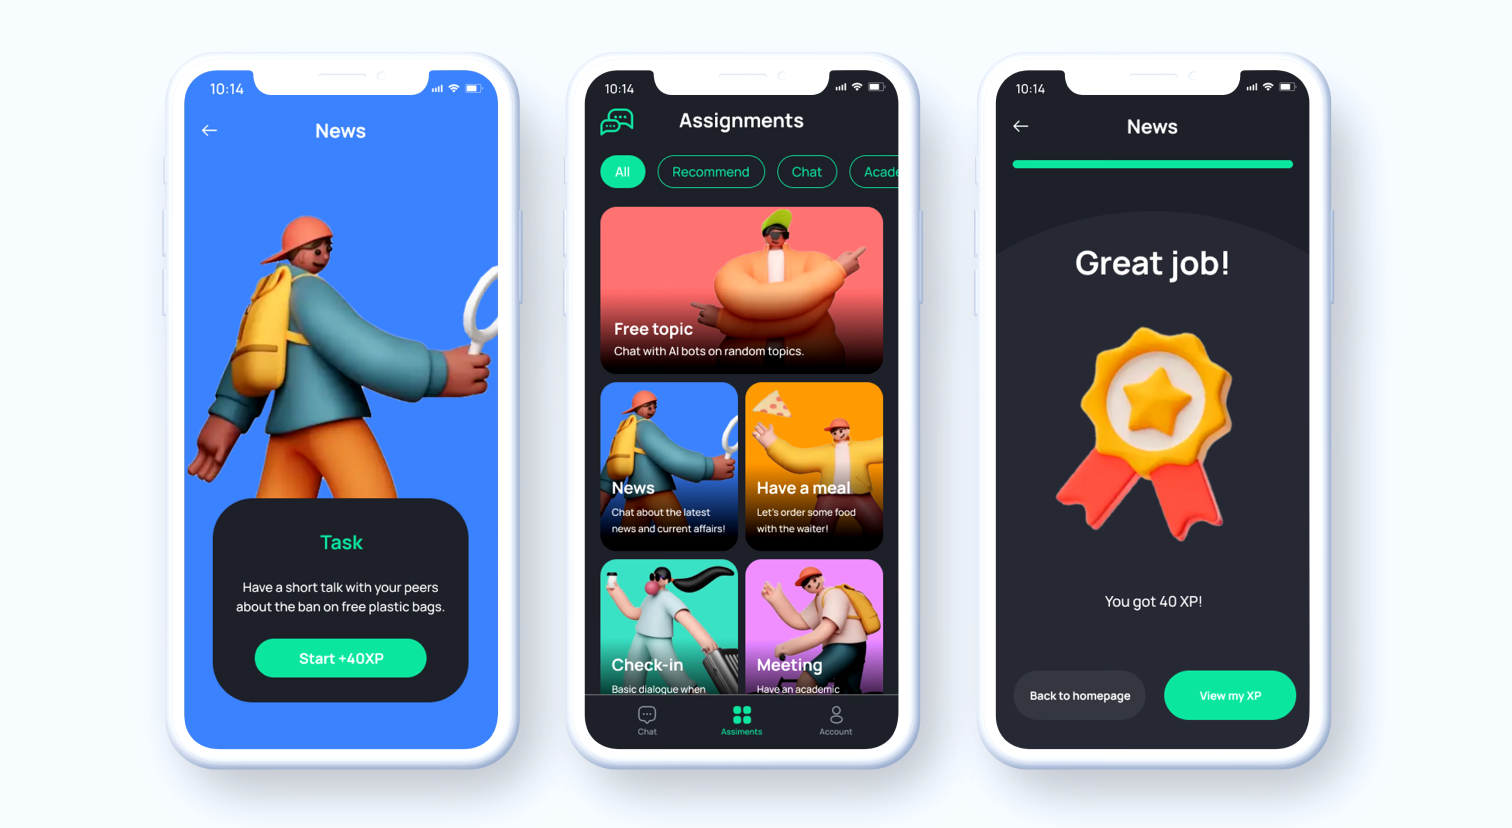 10:14
News
Task
Have a short talk with your peers
about the ban on free plastic bags.
Start +40XP
10:14
Assignments
All
Recommend
Chat
Acade
Free topic
Chat with AI bots on random topics.
News
Chat about the latest
news and current affairs!
Have a meal
Let's order some food
with the waiter!
Check-in
Basic dialogue when
Meeting
Have an academic
Chat
Assiments
Account
10:14
News
Great job!
You got 40 XP!
Back to homepage
View my XP